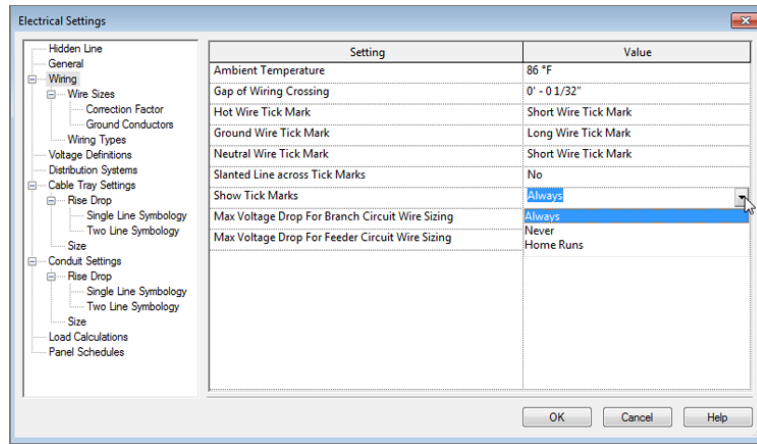 Electrical Settings
Hidden Line
General
Wiring
Wire Sizes
Correction Factor
Ground Conductors
Wiring Types
Voltage Definitions
Distribution Systems
Cable Tray Settings
Rise Drop
Single Line Symbology
Two Line Symbology
Size
Conduit Settings
Rise Drop
Single Line Symbology
Two Line Symbology
Size
Load Calculations
Panel Schedules
Setting Value
Ambient Temperature 86 °F
Gap of Wiring Crossing 0' - 0 1/32"
Hot Wire Tick Mark Short Wire Tick Mark
Ground Wire Tick Mark Long Wire Tick Mark
Neutral Wire Tick Mark Short Wire Tick Mark
Slanted Line across Tick Marks No
Show Tick Marks Always
Max Voltage Drop For Branch Circuit Wire Sizing Always
Never
Max Voltage Drop For Feeder Circuit Wire Sizing Home Runs
OK Cancel Help